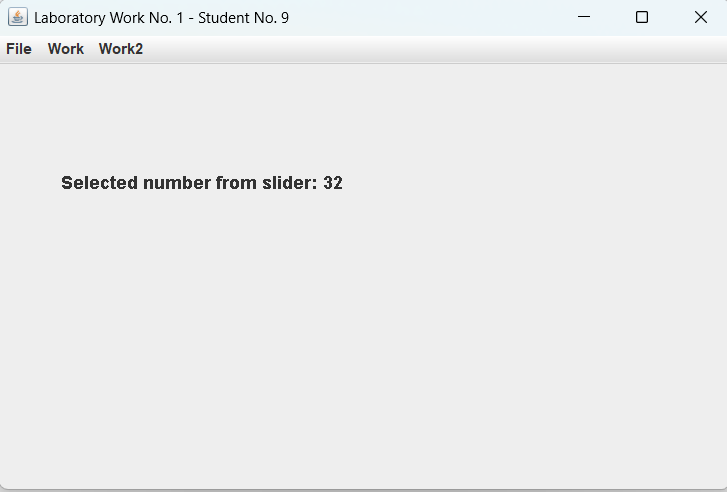 Laboratory Work No. 1 - Student No. 9
File Work Work2
Selected number from slider: 32